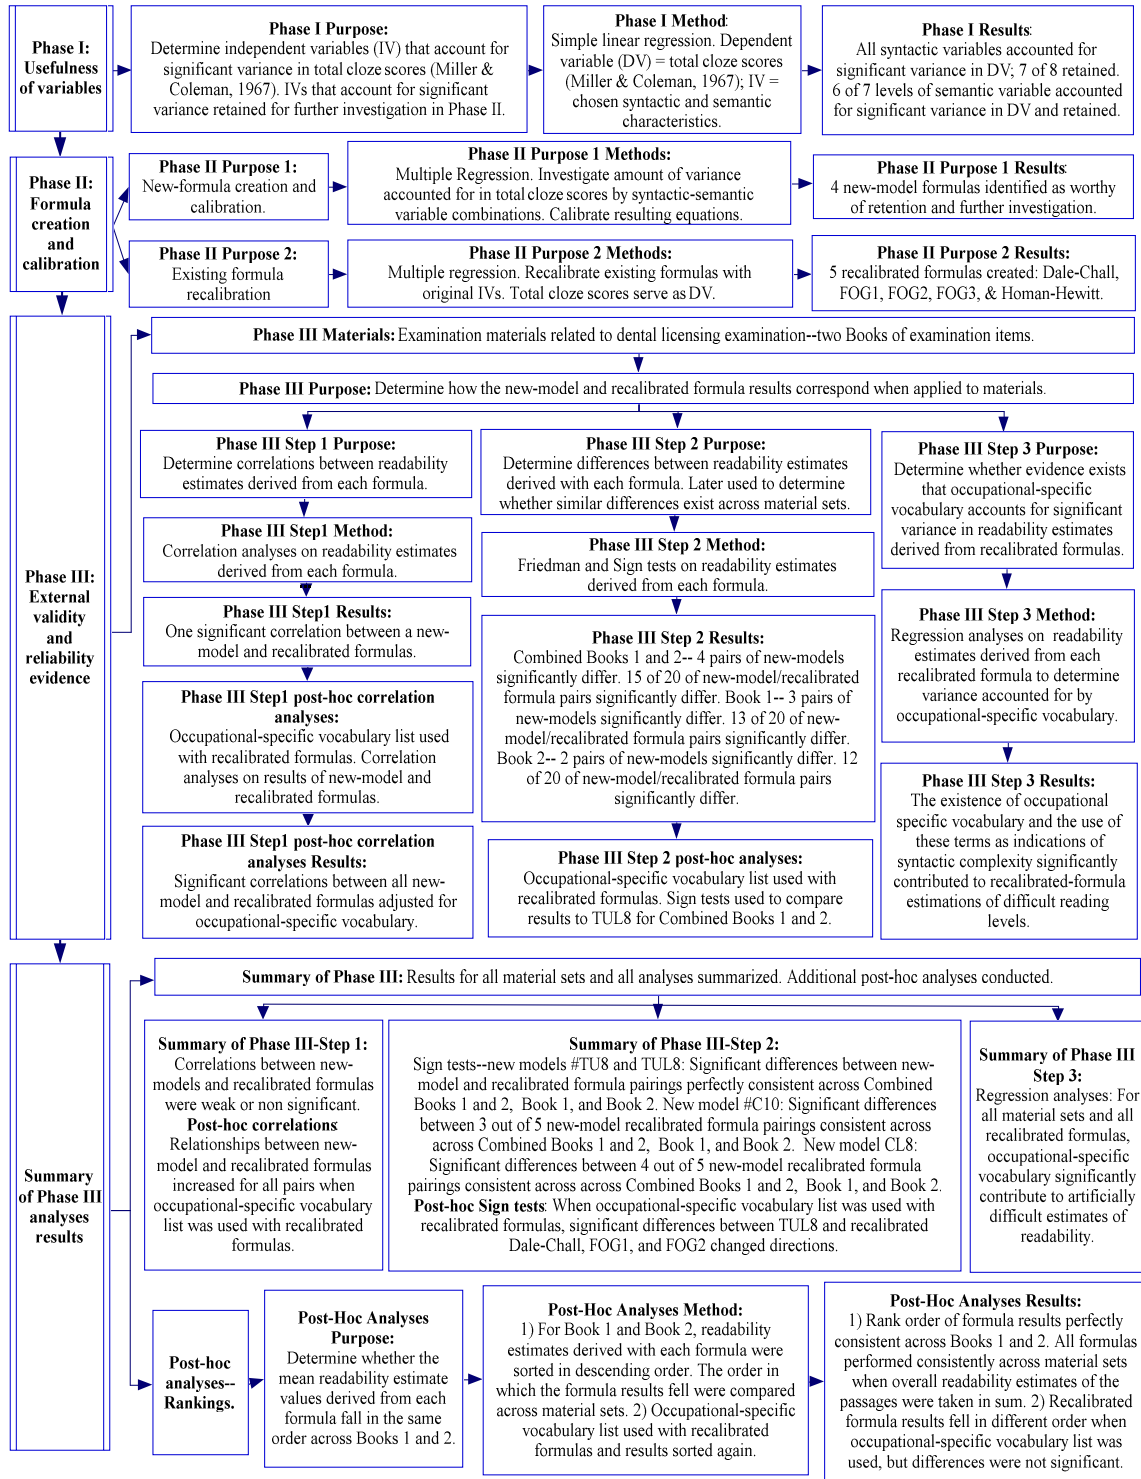 Phase I:
Usefulness
of variables
Phase I Purpose:
Determine independent variables (IV) that account for
significant variance in total cloze scores (Miller &
Coleman, 1967). IVs that account for significant
variance retained for further investigation in Phase II.
Phase I Method:
Simple linear regression. Dependent
variable (DV) = total cloze scores
(Miller & Coleman, 1967); IV =
chosen syntactic and semantic
characteristics.
Phase I Results:
All syntactic variables accounted for
significant variance in DV; 7 of 8 retained.
6 of 7 levels of semantic variable accounted
for significant variance in DV and retained.
Phase II:
Formula
creation
and
calibration
Phase II Purpose 1:
New-formula creation and
calibration.
Phase II Purpose 1 Methods:
Multiple Regression. Investigate amount of variance
accounted for in total cloze scores by syntactic-semantic
variable combinations. Calibrate resulting equations.
Phase II Purpose 1 Results:
4 new-model formulas identified as worthy
of retention and further investigation.
Phase II Purpose 2:
Existing formula
recalibration
Phase II Purpose 2 Methods:
Multiple regression. Recalibrate existing formulas with
original IVs. Total cloze scores serve as DV.
Phase II Purpose 2 Results:
5 recalibrated formulas created: Dale-Chall,
FOG1, FOG2, FOG3, & Homan-Hewitt.
Phase III:
External
validity
and
reliability
evidence
Phase III Materials: Examination materials related to dental licensing examination--two Books of examination items.
Phase III Purpose: Determine how the new-model and recalibrated formula results correspond when applied to materials.
Phase III Step 1 Purpose:
Determine correlations between readability
estimates derived from each formula.
Phase III Step1 Method:
Correlation analyses on readability estimates
derived from each formula.
Phase III Step1 Results:
One significant correlation between a new-
model and recalibrated formulas.
Phase III Step1 post-hoc correlation
analyses:
Occupational-specific vocabulary list used
with recalibrated formulas. Correlation
analyses on results of new-model and
recalibrated formulas.
Phase III Step1 post-hoc correlation
analyses Results:
Significant correlations between all new-
model and recalibrated formulas adjusted for
occupational-specific vocabulary.
Phase III Step 2 Purpose:
Determine differences between readability estimates
derived with each formula. Later used to determine
whether similar differences exist across material sets.
Phase III Step 2 Method:
Friedman and Sign tests on readability estimates
derived from each formula.
Phase III Step 2 Results:
Combined Books 1 and 2-- 4 pairs of new-models
significantly differ. 15 of 20 of new-model/recalibrated
formula pairs significantly differ. Book 1-- 3 pairs of
new-models significantly differ. 13 of 20 of new-
model/recalibrated formula pairs significantly differ.
Book 2-- 2 pairs of new-models significantly differ. 12
of 20 of new-model/recalibrated formula pairs
significantly differ.
Phase III Step 2 post-hoc analyses:
Occupational-specific vocabulary list used with
recalibrated formulas. Sign tests used to compare
results to TUL8 for Combined Books 1 and 2.
Phase III Step 3 Purpose:
Determine whether evidence exists
that occupational-specific
vocabulary accounts for significant
variance in readability estimates
derived from recalibrated formulas.
Phase III Step 3 Method:
Regression analyses on readability
estimates derived from each
recalibrated formula to determine
variance accounted for by
occupational-specific vocabulary.
Phase III Step 3 Results:
The existence of occupational
specific vocabulary and the use of
these terms as indications of
syntactic complexity significantly
contributed to recalibrated-formula
estimations of difficult reading
levels.
Summary
of Phase III
analyses
results
Summary of Phase III: Results for all material sets and all analyses summarized. Additional post-hoc analyses conducted.
Summary of Phase III-Step 1:
Correlations between new-
models and recalibrated formulas
were weak or non significant.
Post-hoc correlations:
Relationships between new-
model and recalibrated formulas
increased for all pairs when
occupational-specific vocabulary
list was used with recalibrated
formulas.
Summary of Phase III-Step 2:
Sign tests--new models #TU8 and TUL8: Significant differences between new-
model and recalibrated formula pairings perfectly consistent across Combined
Books 1 and 2, Book 1, and Book 2. New model #C10: Significant differences
between 3 out of 5 new-model recalibrated formula pairings consistent across
across Combined Books 1 and 2, Book 1, and Book 2. New model CL8:
Significant differences between 4 out of 5 new-model recalibrated formula
pairings consistent across across Combined Books 1 and 2, Book 1, and Book 2.
Post-hoc Sign tests: When occupational-specific vocabulary list was used with
recalibrated formulas, significant differences between TUL8 and recalibrated
Dale-Chall, FOG1, and FOG2 changed directions.
Summary of Phase III
Step 3:
Regression analyses: For
all material sets and all
recalibrated formulas,
occupational-specific
vocabulary significantly
contribute to artificially
difficult estimates of
readability.
Post-hoc
analyses--
Rankings.
Post-Hoc Analyses
Purpose:
Determine whether the
mean readability estimate
values derived from each
formula fall in the same
order across Books 1 and 2.
Post-Hoc Analyses Method:
1) For Book 1 and Book 2, readability
estimates derived with each formula were
sorted in descending order. The order in
which the formula results fell were compared
across material sets. 2) Occupational-specific
vocabulary list used with recalibrated
formulas and results sorted again.
Post-Hoc Analyses Results:
1) Rank order of formula results perfectly
consistent across Books 1 and 2. All formulas
performed consistently across material sets
when overall readability estimates of the
passages were taken in sum. 2) Recalibrated
formula results fell in different order when
occupational-specific vocabulary list was
used, but differences were not significant.